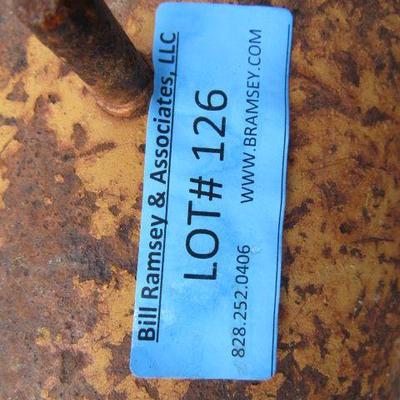 Bill Ramsey & Associates, LLC
LOT# 126
828.252.0406 WWW.BRAMSEY.COM